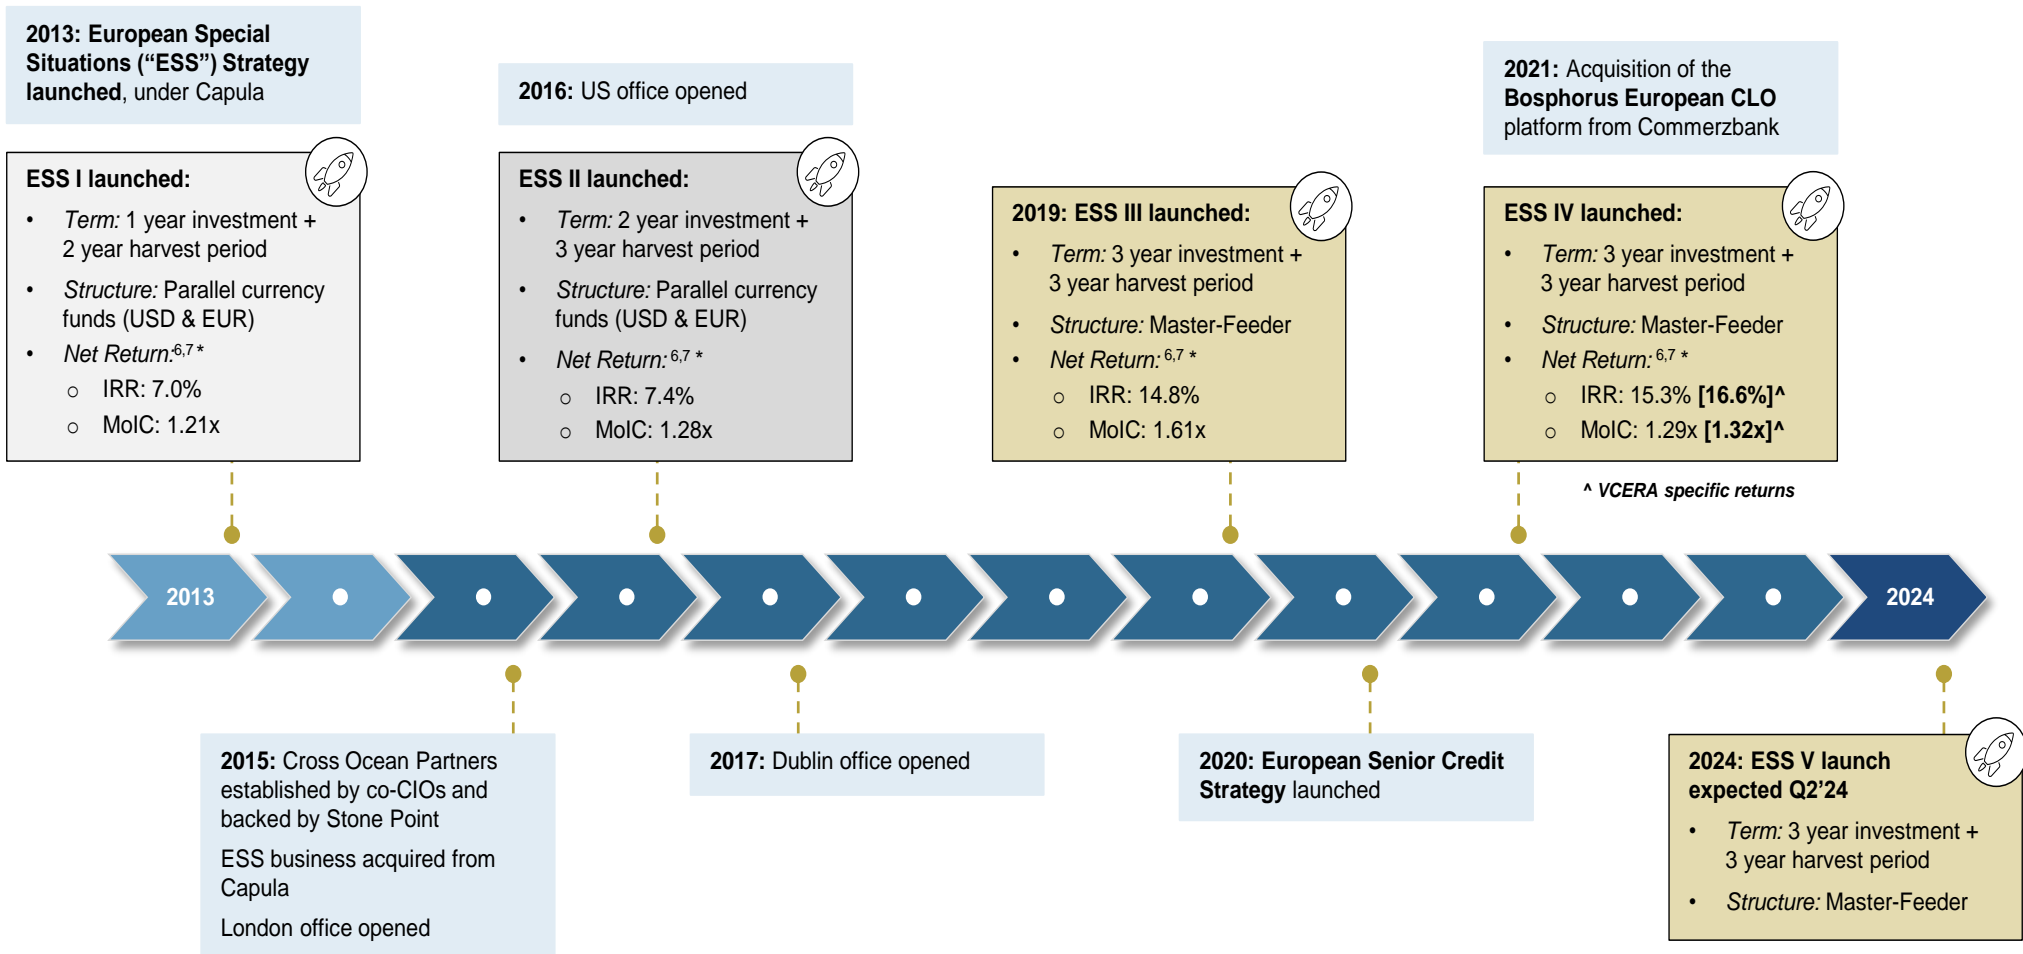 2013: European Special
Situations (“ESS”) Strategy
launched, under Capula
ESS I launched:
• Term: 1 year investment +
2 year harvest period
• Structure: Parallel currency
funds (USD & EUR)
• Net Return:6,7 *
o IRR: 7.0%
o MoIC: 1.21x
2016: US office opened
ESS II launched:
• Term: 2 year investment +
3 year harvest period
• Structure: Parallel currency
funds (USD & EUR)
• Net Return: 6,7 *
o IRR: 7.4%
o MoIC: 1.28x
2019: ESS III launched:
• Term: 3 year investment +
3 year harvest period
• Structure: Master-Feeder
• Net Return: 6,7 *
o IRR: 14.8%
o MoIC: 1.61x
2021: Acquisition of the
Bosphorus European CLO
platform from Commerzbank
ESS IV launched:
• Term: 3 year investment +
3 year harvest period
• Structure: Master-Feeder
• Net Return: 6,7 *
o IRR: 15.3% [16.6%]^
o MoIC: 1.29x [1.32x]^
^ VCERA specific returns
2013
2024
2015: Cross Ocean Partners
established by co-CIOs and
backed by Stone Point
ESS business acquired from
Capula
London office opened
2017: Dublin office opened
2020: European Senior Credit
Strategy launched
2024: ESS V launch
expected Q2’24
• Term: 3 year investment +
3 year harvest period
• Structure: Master-Feeder